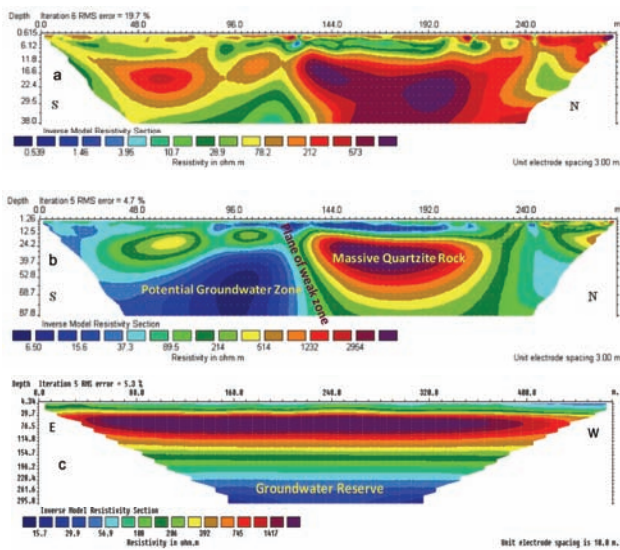 Depth Iteration 6 RMS error = 19.7 %
0.0 48.0 96.0 144.0 192.0 240.0 m.
0.615
6.12
11.8
16.6
22.4
29.5
38.0
a
S
N
Inverse Model Resistivity Section
0.539 1.46 3.95 10.7 28.9 78.2 212 573
Resistivity in ohm m
Unit electrode spacing 3.00 m
Depth Iteration 5 RMS error = 4.7 %
0.0 48.0 96.0 144.0 192.0 240.0 m.
1.26
12.5
24.2
39.7
52.8
68.7
87.8
b
S
Potential Groundwater Zone
Plane of weak zone
Massive Quartzite Rock
N
Inverse Model Resistivity Section
6.50 15.6 37.3 89.5 214 514 1232 2954
Resistivity in ohm.m
Unit electrode spacing 3.00 m
Depth Iteration 5 RMS error = 5.3 %
0.0 80.0 160.0 240.0 320.0 400.0 m.
4.34
39.7
76.5
114.8
156.2
196.2
228.4
261.6
295.8
E
W
C
Groundwater Reserve
Inverse Model Resistivity Section
15.7 29.9 56.9 108 206 392 745 1417
Resistivity in ohm.m
Unit electrode spacing is 10.0 m.